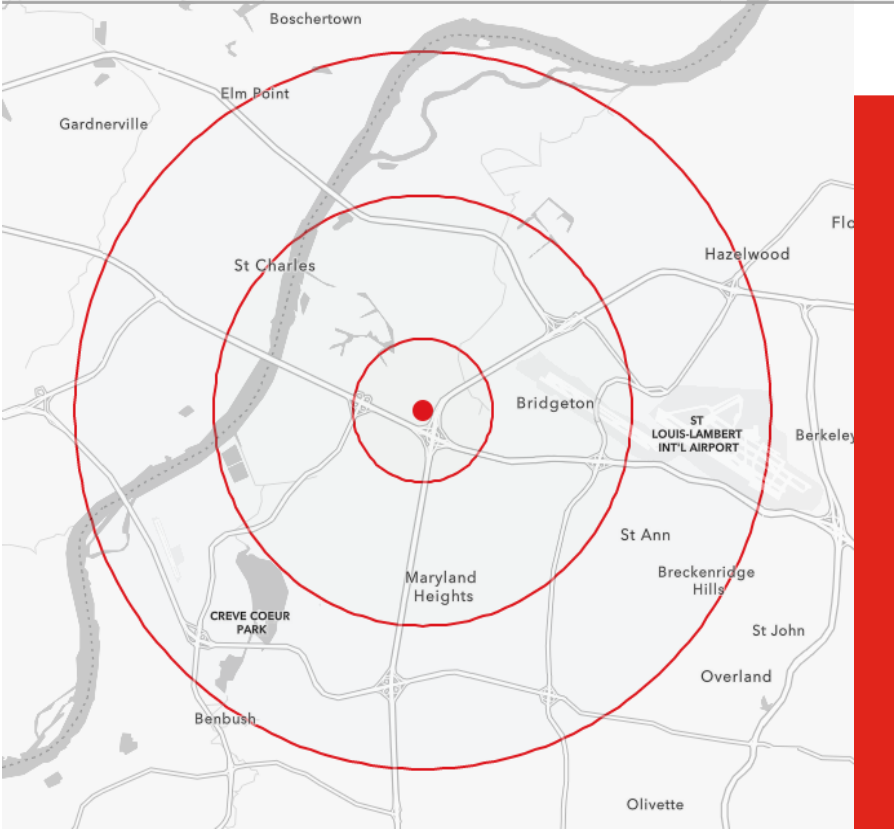 Boschertown
Elm Point
Gardnerville
Flo
Hazelwood
St Charles
Bridgeton
ST
LOUIS-LAMBERT
INT'L AIRPORT
Berkeley
St Ann
Breckenridge
Hills
Maryland
Heights
CREVE COEUR
PARK
St John
Overland
Benbush
Olivette